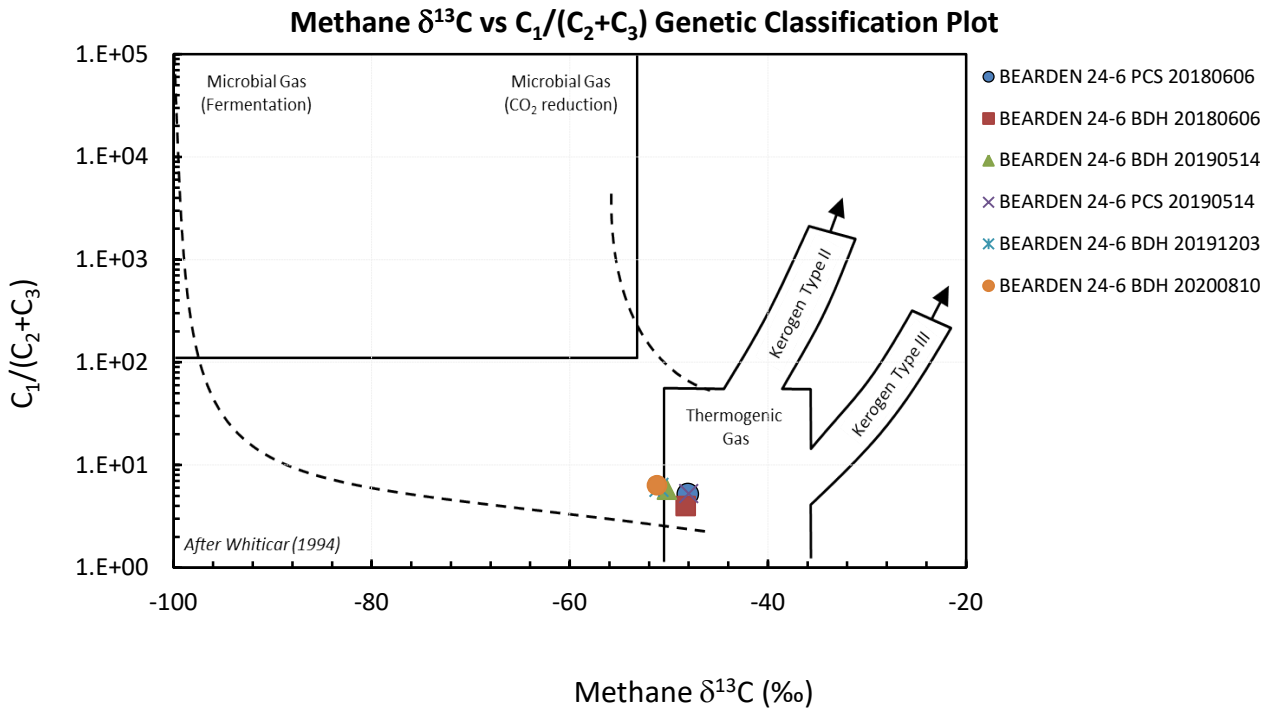 Methane δ¹³C vs C₁/(C₂+C₃) Genetic Classification Plot
1.E+05
1.E+04
1.E+03
1.E+02
1.E+01
1.E+00
C₁/(C₂+C₃)
Microbial Gas
(Fermentation)
Microbial Gas
(CO₂ reduction)
Kerogen Type II
Kerogen Type III
Thermogenic
Gas
After Whiticar (1994)
-100
-80
-60
-40
-20
Methane δ¹³C (‰)
BEARDEN 24-6 PCS 20180606
BEARDEN 24-6 BDH 20180606
BEARDEN 24-6 BDH 20190514
BEARDEN 24-6 PCS 20190514
BEARDEN 24-6 BDH 20191203
BEARDEN 24-6 BDH 20200810